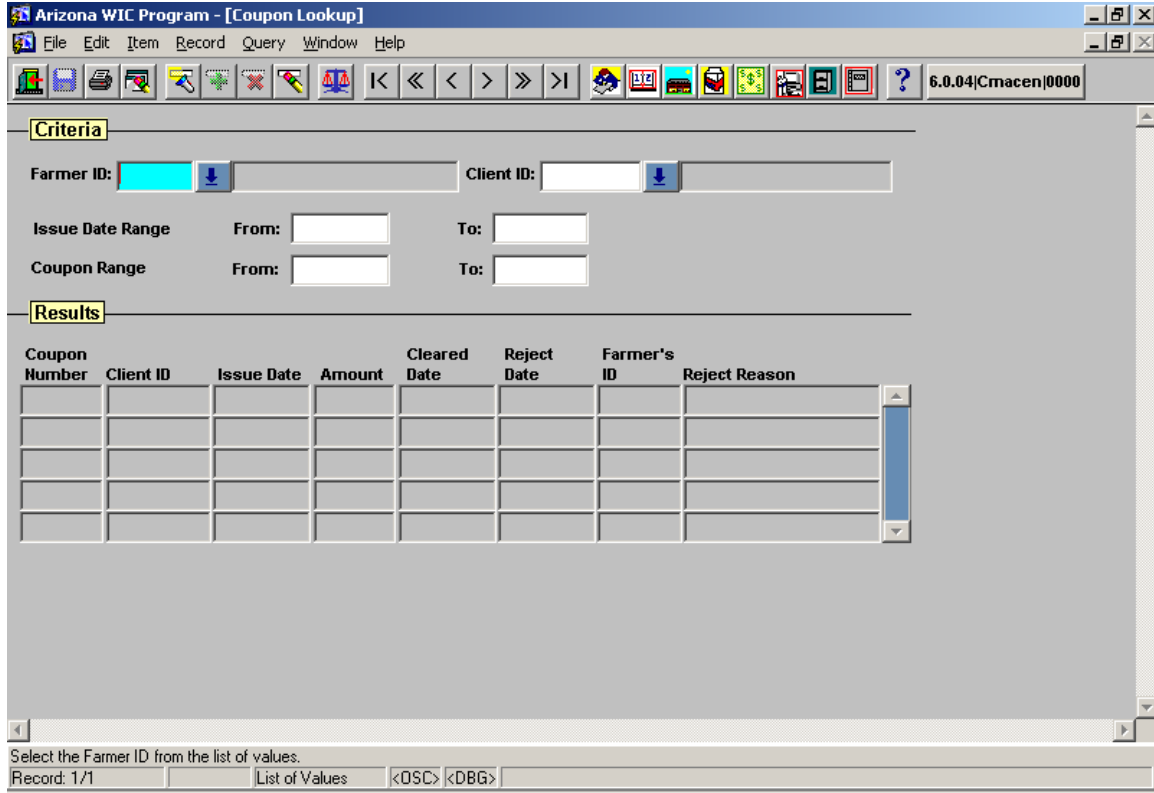 Arizona WIC Program - [Coupon Lookup]
File Edit Item Record Query Window Help
6.0.04|Cmacen|0000
Criteria
Farmer ID: Client ID:
Issue Date Range From: To:
Coupon Range From: To:
Results
Coupon Number Client ID Issue Date Amount Cleared Date Reject Date Farmer's ID Reject Reason
Select the Farmer ID from the list of values.
Record: 1/1 List of Values <OSC> <DBG>